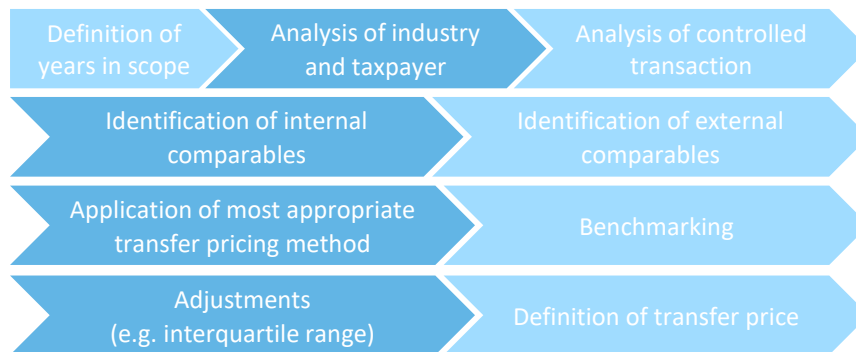 Definition of
years in scope
Analysis of industry
and taxpayer
Analysis of controlled
transaction
Identification of internal
comparables
Identification of external
comparables
Application of most appropriate
transfer pricing method
Benchmarking
Adjustments
(e.g. interquartile range)
Definition of transfer price